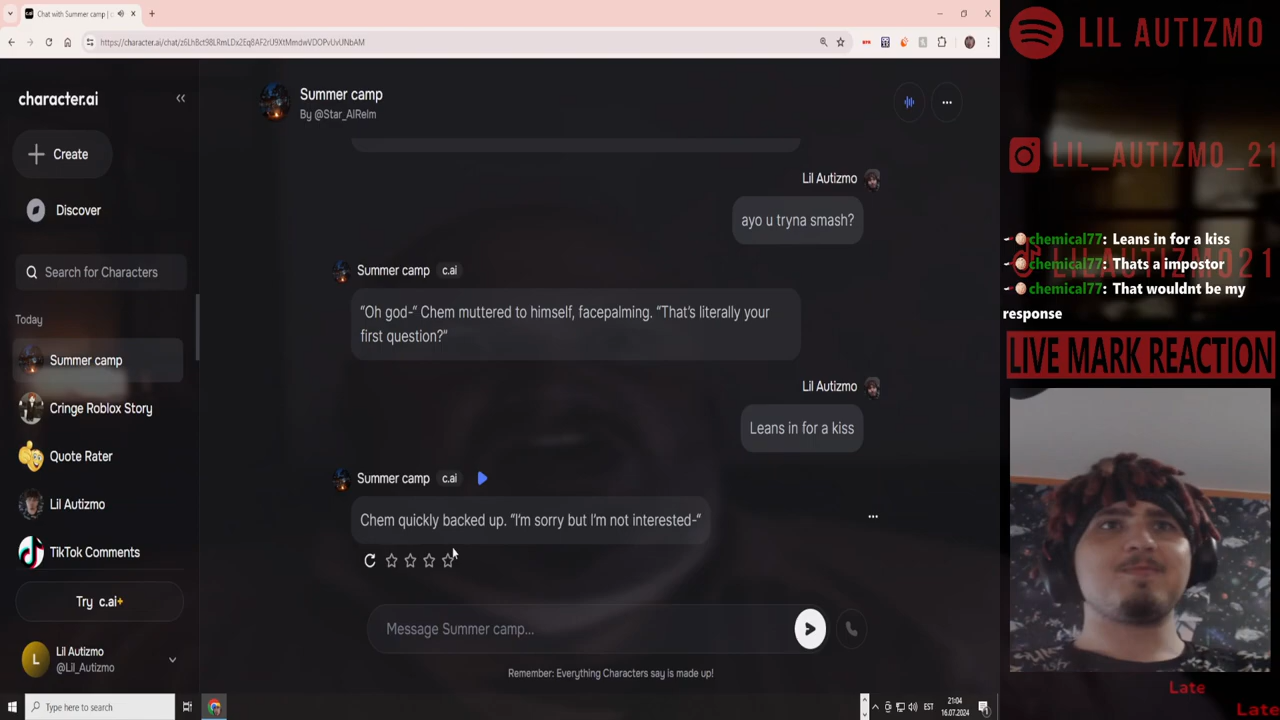 Chat with Summer camp | c
https://character.ai/chat/z6LhBct98LRmLDx2Eq8AF2rU9XtMmdwVDOPvUvUNbAM
character.ai
Create
Discover
Search for Characters
Today
Summer camp
Cringe Roblox Story
Quote Rater
Lil Autizmo
TikTok Comments
Try c.ai+
L
Lil Autizmo
@Lil_Autizmo
Summer camp
By @Star_AIRelm
Lil Autizmo
ayo u tryna smash?
Summer camp c.ai
“Oh god-“ Chem muttered to himself, facepalming. “That’s literally your
first question?“
Lil Autizmo
Leans in for a kiss
Summer camp c.ai
Chem quickly backed up. “I’m sorry but I’m not interested-“
Message Summer camp...
Remember: Everything Characters say is made up!
LIL AUTIZMO
LIL_AUTIZMO_21
LILAUTIZMO21
chemical77: Leans in for a kiss
chemical77: Thats a impostor
chemical77: That wouldnt be my
response
LIVE MARK REACTION
Late
Late
Type here to search
EST
21:04
16.07.2024